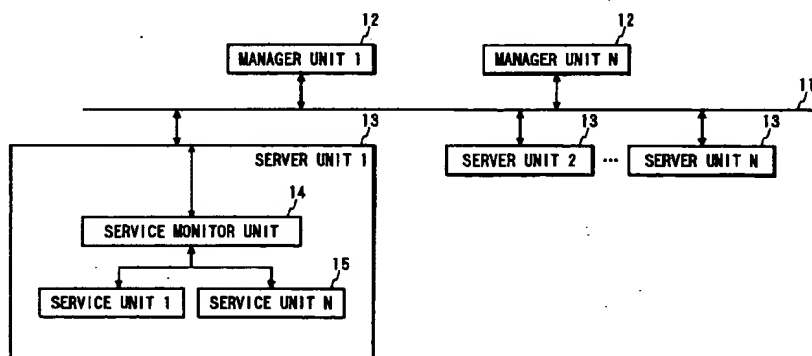 12 12
MANAGER UNIT 1 MANAGER UNIT N
11
13 13 13
SERVER UNIT 1 SERVER UNIT 2 ... SERVER UNIT N
14
SERVICE MONITOR UNIT
15
SERVICE UNIT 1 SERVICE UNIT N